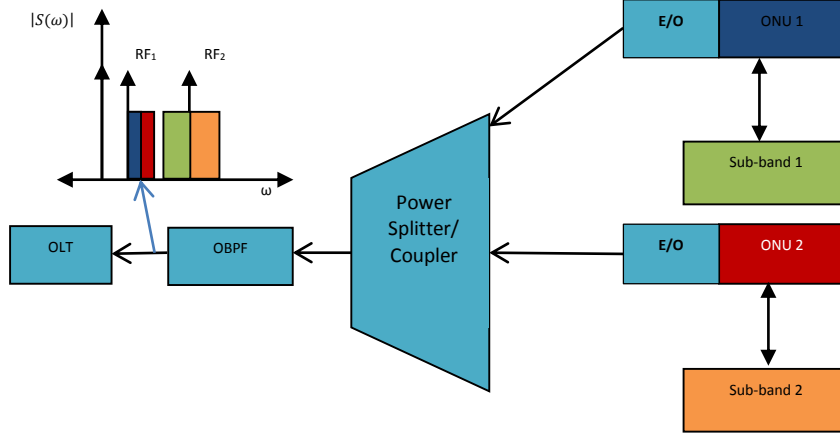 |S(ω)|
RF₁
RF₂
ω
OLT
OBPF
Power
Splitter/
Coupler
E/O
ONU 1
Sub-band 1
E/O
ONU 2
Sub-band 2